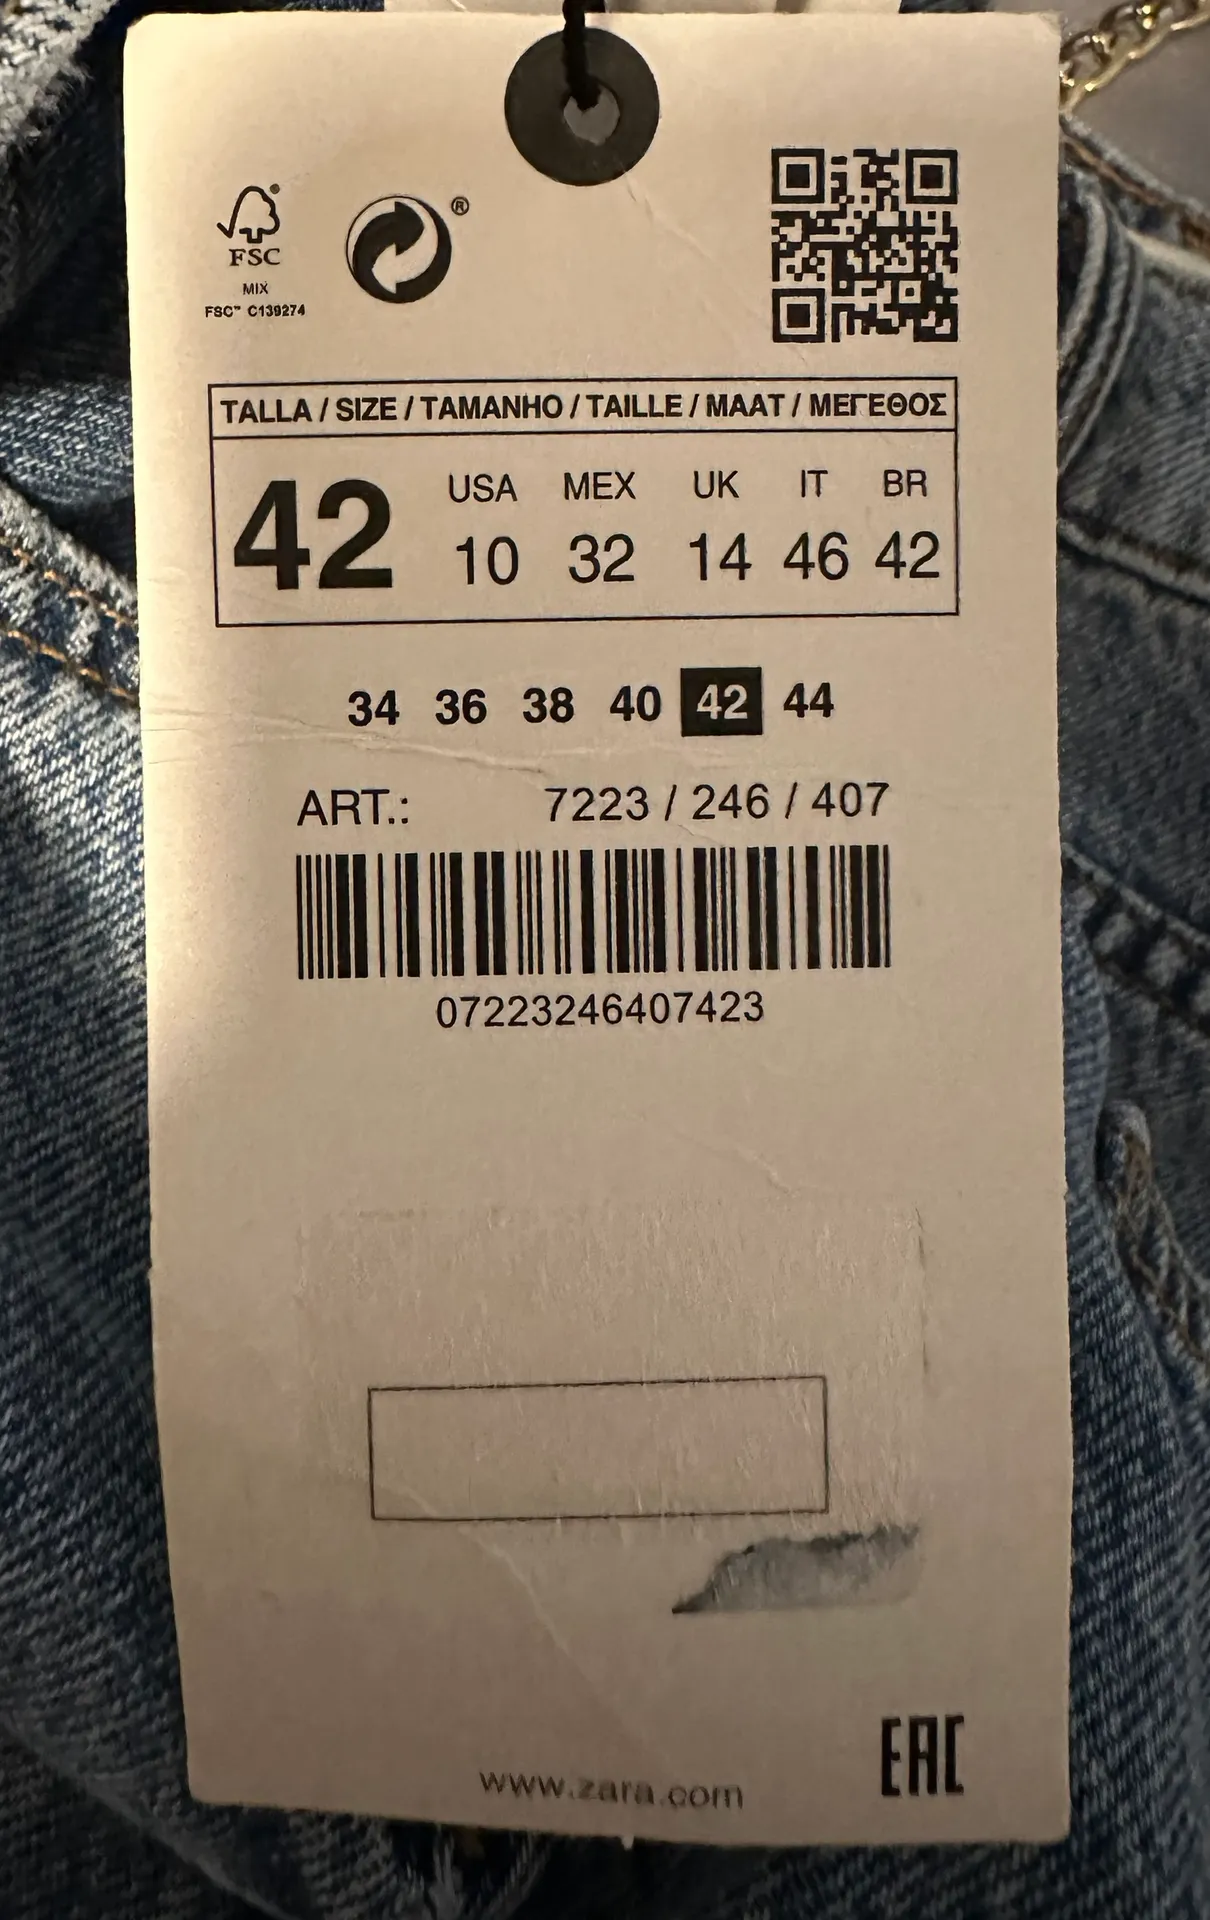 FSC
MIX
FSC™ C139274
®
TALLA / SIZE / TAMANHO / TAILLE / MAAT / ΜΕΓΕΘΟΣ
42 USA MEX UK IT BR
10 32 14 46 42
34 36 38 40 42 44
ART.: 7223 / 246 / 407
07223246407423
EAC
www.zara.com